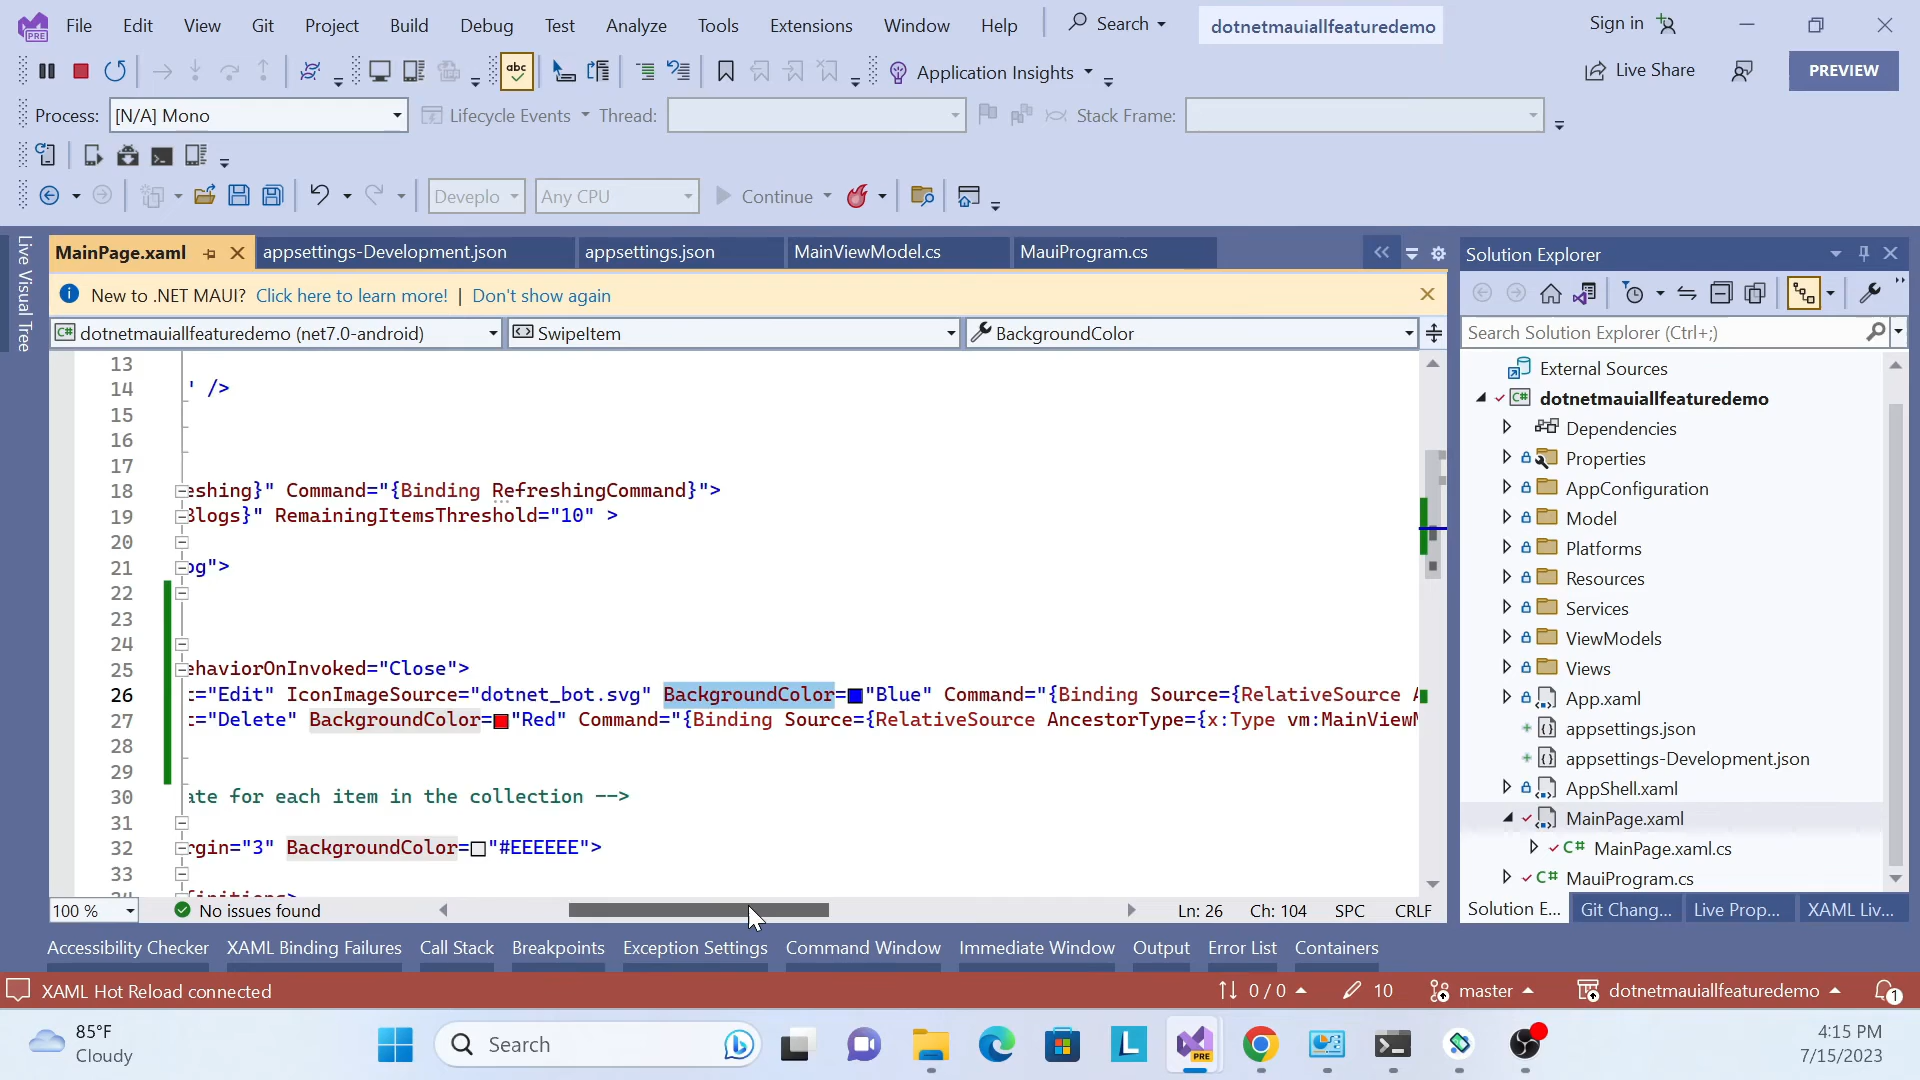 File Edit View Git Project Build Debug Test Analyze Tools Extensions Window Help Search dotnetmauiallfeaturedemo Sign in
PRE
abc Application Insights Live Share PREVIEW
Process: [N/A] Mono Lifecycle Events Thread: Stack Frame:
Develo Any CPU Continue
Live Visual Tree
MainPage.xaml appsettings-Development.json appsettings.json MainViewModel.cs MauiProgram.cs
New to .NET MAUI? Click here to learn more! | Don't show again
dotnetmauiallfeaturedemo (net7.0-android) SwipeItem BackgroundColor
13
14 ' />
15
16
17
18 eshing}" Command="{Binding RefreshingCommand}">
19 Blogs}" RemainingItemsThreshold="10" >
20
21 og">
22
23
24
25 ehaviorOnInvoked="Close">
26 t="Edit" IconImageSource="dotnet_bot.svg" BackgroundColor="Blue" Command="{Binding Source={RelativeSource A
27 t="Delete" BackgroundColor="Red" Command="{Binding Source={RelativeSource AncestorType={x:Type vm:MainViewM
28
29
30 ate for each item in the collection -->
31
32 rgin="3" BackgroundColor="#EEEEEE">
33
100 % No issues found Ln: 26 Ch: 104 SPC CRLF
Solution Explorer
Search Solution Explorer (Ctrl+;)
External Sources
dotnetmauiallfeaturedemo
Dependencies
Properties
AppConfiguration
Model
Platforms
Resources
Services
ViewModels
Views
App.xaml
appsettings.json
appsettings-Development.json
AppShell.xaml
MainPage.xaml
C# MainPage.xaml.cs
C# MauiProgram.cs
Solution E... Git Chang... Live Prop... XAML Liv...
Accessibility Checker XAML Binding Failures Call Stack Breakpoints Exception Settings Command Window Immediate Window Output Error List Containers
XAML Hot Reload connected 0 / 0 10 master dotnetmauiallfeaturedemo 1
85°F
Cloudy
Search
L
PRE
4:15 PM
7/15/2023